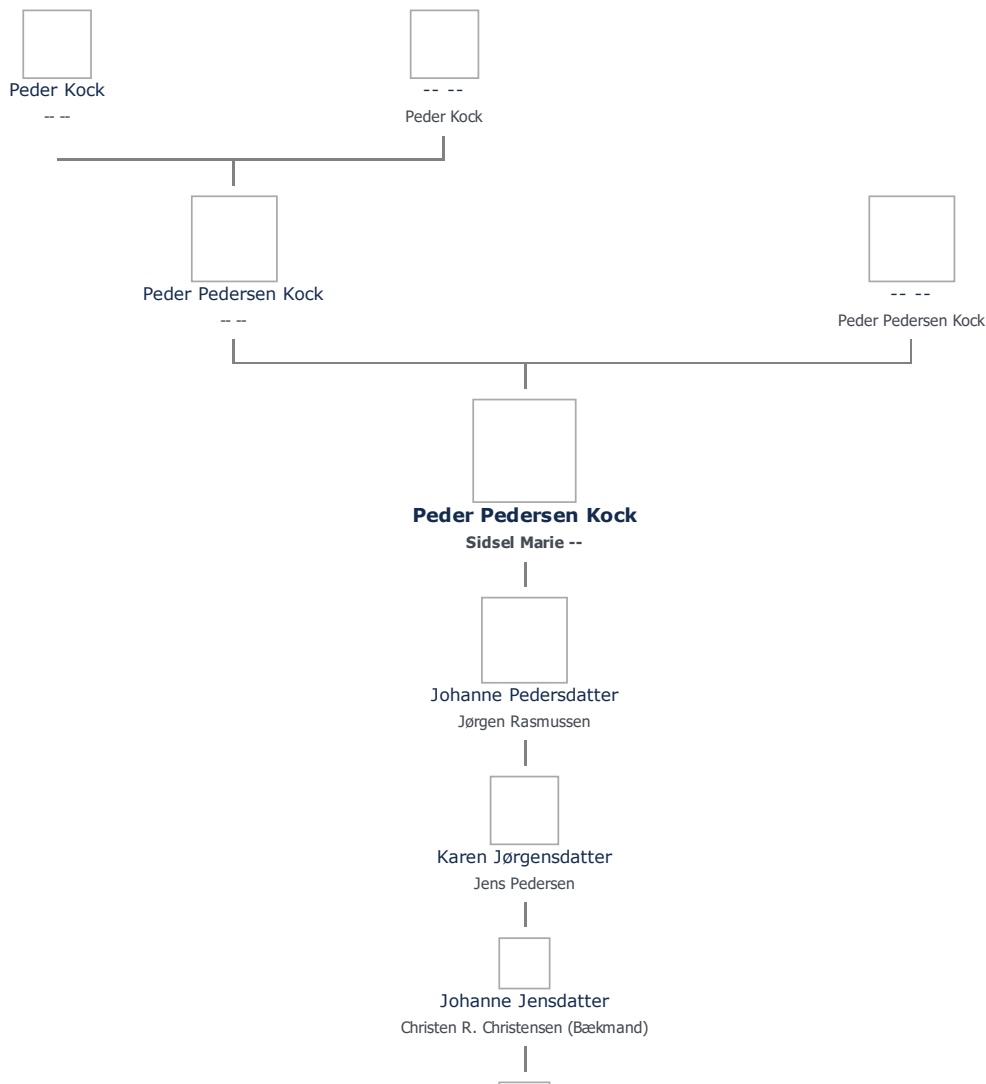 Peder Kock
-- --
-- --
Peder Kock
Peder Pedersen Kock
-- --
-- --
Peder Pedersen Kock
Peder Pedersen Kock
Sidsel Marie --
Johanne Pedersdatter
Jørgen Rasmussen
Karen Jørgensdatter
Jens Pedersen
Johanne Jensdatter
Christen R. Christensen (Bækmand)